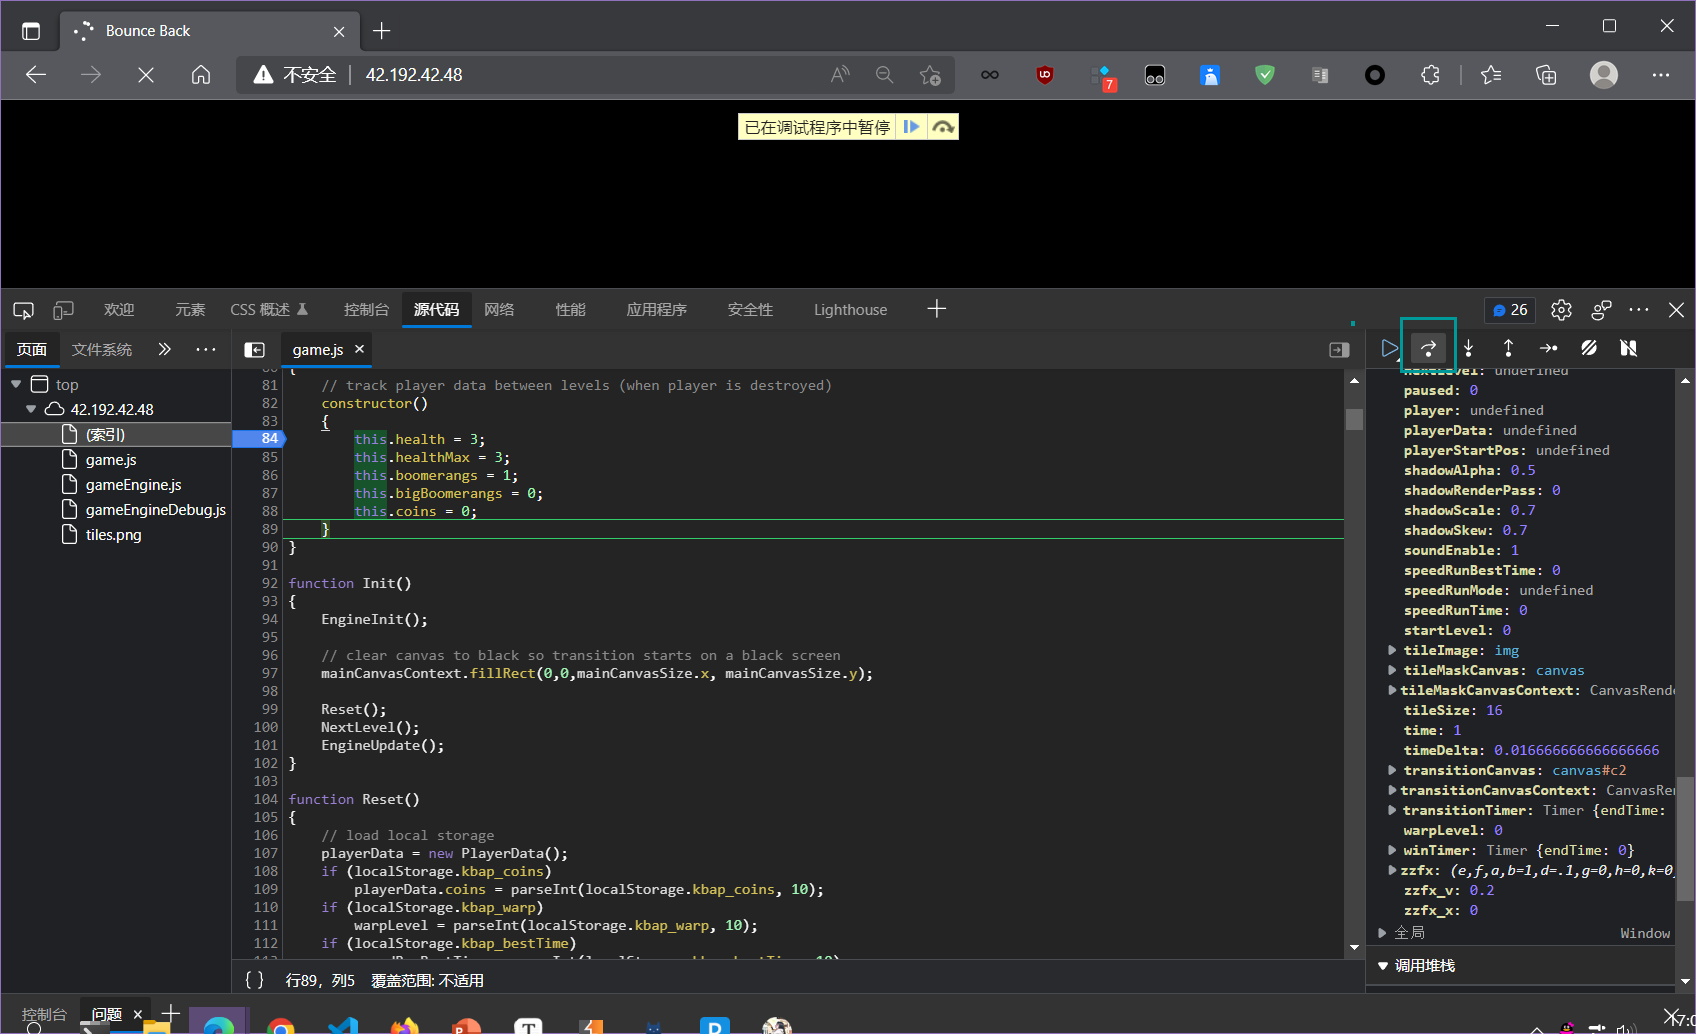 Bounce Back
不安全
42.192.42.48
7
已在调试程序中暂停
欢迎
元素
CSS 概述
控制台
源代码
网络
性能
应用程序
安全性
Lighthouse
26
页面
文件系统
game.js
top
42.192.42.48
(索引)
game.js
gameEngine.js
gameEngineDebug.js
tiles.png
{
81 // track player data between levels (when player is destroyed)
82 constructor()
83 {
84 this.health = 3;
85 this.healthMax = 3;
86 this.boomerangs = 1;
87 this.bigBoomerangs = 0;
88 this.coins = 0;
89 }
90 }
91
92 function Init()
93 {
94 EngineInit();
95
96 // clear canvas to black so transition starts on a black screen
97 mainCanvasContext.fillRect(0,0,mainCanvasSize.x, mainCanvasSize.y);
98
99 Reset();
100 NextLevel();
101 EngineUpdate();
102 }
103
104 function Reset()
105 {
106 // load local storage
107 playerData = new PlayerData();
108 if (localStorage.kbap_coins)
109 playerData.coins = parseInt(localStorage.kbap_coins, 10);
110 if (localStorage.kbap_warp)
111 warpLevel = parseInt(localStorage.kbap_warp, 10);
112 if (localStorage.kbap_bestTime)
{ } 行89，列5 覆盖范围: 不适用
nextLevel: undefined
paused: 0
player: undefined
playerData: undefined
playerStartPos: undefined
shadowAlpha: 0.5
shadowRenderPass: 0
shadowScale: 0.7
shadowSkew: 0.7
soundEnable: 1
speedRunBestTime: 0
speedRunMode: undefined
speedRunTime: 0
startLevel: 0
tileImage: img
tileMaskCanvas: canvas
tileMaskCanvasContext: CanvasRend
tileSize: 16
time: 1
timeDelta: 0.016666666666666666
transitionCanvas: canvas#c2
transitionCanvasContext: CanvasRe
transitionTimer: Timer {endTime:
warpLevel: 0
winTimer: Timer {endTime: 0}
zzfx: (e,f,a,b=1,d=.1,g=0,h=0,k=0
zzfx_v: 0.2
zzfx_x: 0
全局
Window
调用堆栈
控制台
问题